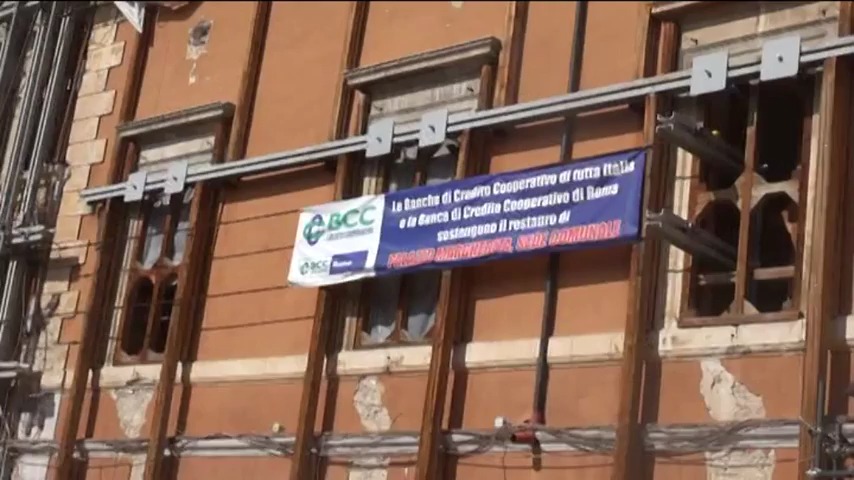 BCC
Le Banche di Credito Cooperativo di tutta Italia
e la Banca di Credito Cooperativo di Roma
sostengono il restauro di
PALAZZO MARGHERITA, SEDE COMUNALE
BCC Roma